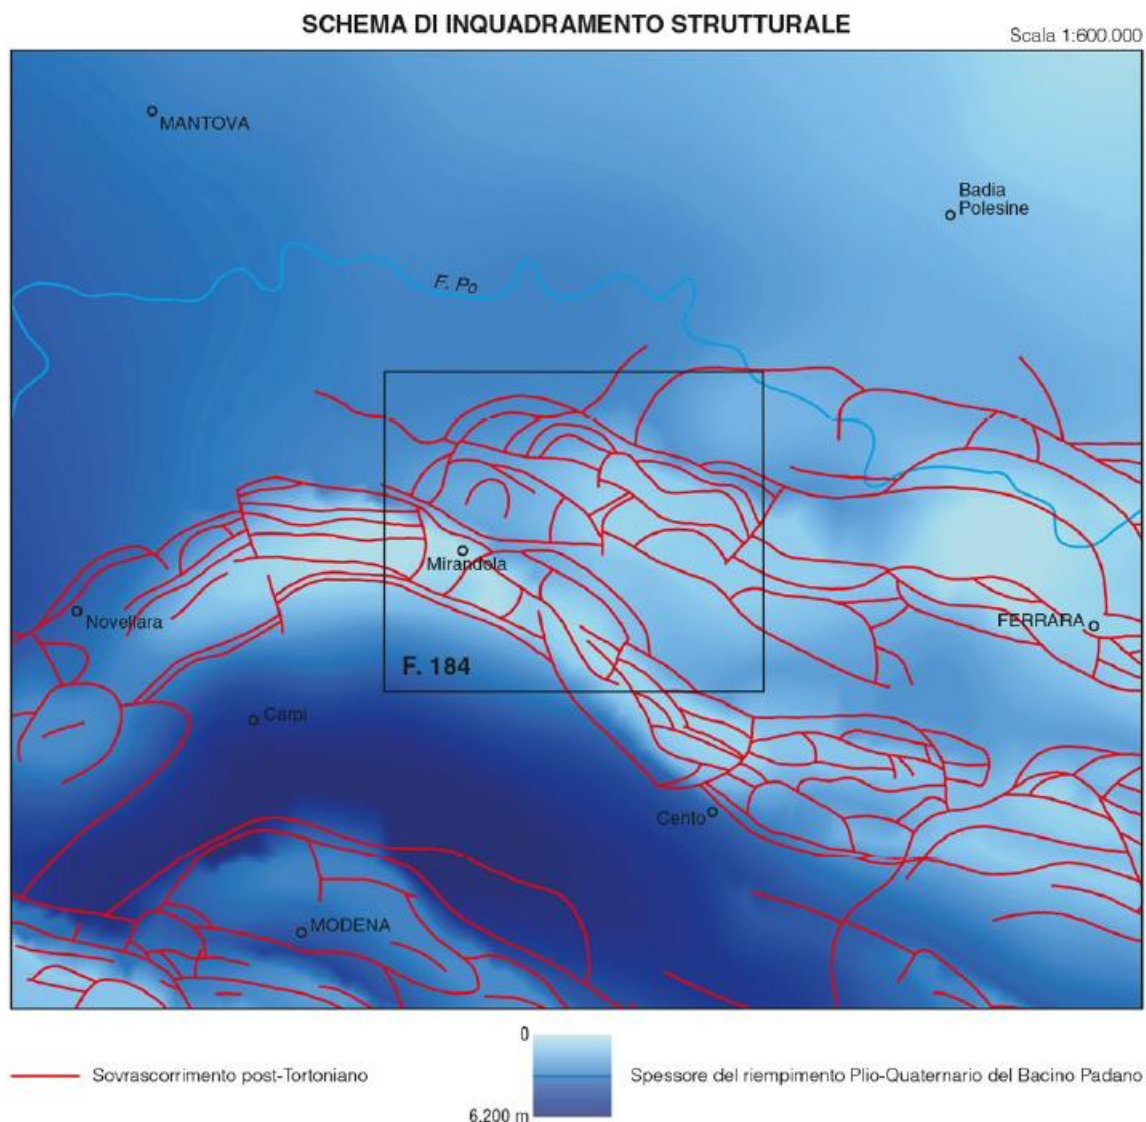 SCHEMA DI INQUADRAMENTO STRUTTURALE
Scala 1:600.000
MANTOVA
Badia
Polesine
F. Po
Mirandola
Novellara
FERRARA
F. 184
Carpi
Cento
MODENA
0
Sovrascorrimento post-Tortoniano
Spessore del riempimento Plio-Quaternario del Bacino Padano
6.200 m